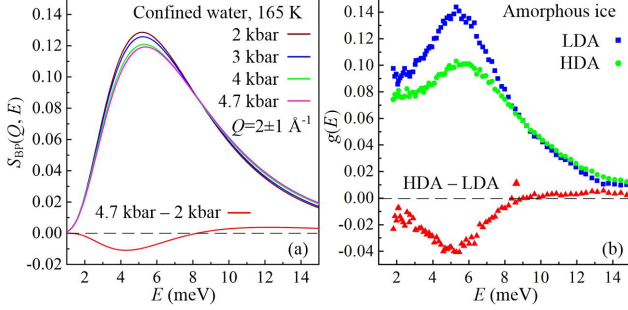 Confined water, 165 K
2 kbar
3 kbar
4 kbar
4.7 kbar
Q=2±1 Å-1
4.7 kbar – 2 kbar
(a)
SBP(Q, E)
0.14
0.12
0.10
0.08
0.06
0.04
0.02
0.00
-0.02
2 4 6 8 10 12 14
E (meV)
Amorphous ice
LDA
HDA
HDA – LDA
(b)
g(E)
0.14
0.12
0.10
0.08
0.06
0.04
0.02
0.00
-0.02
-0.04
2 4 6 8 10 12 14
E (meV)